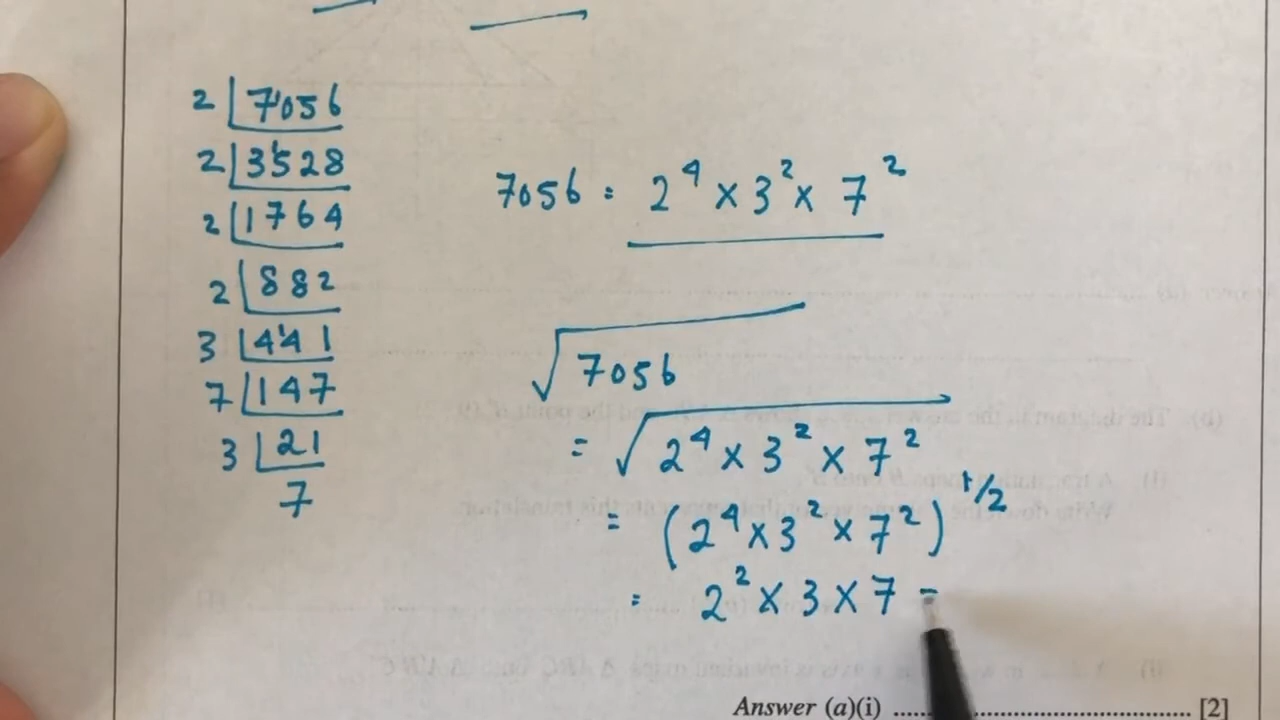 2 7056
2 3528
2 1764
2 882
3 441
7 147
3 21
7
7056 = 2⁴ × 3² × 7²
√7056
= √2⁴ × 3² × 7²
= (2⁴ × 3² × 7²)^1/2
= 2² × 3 × 7 =
Answer (a)(i) .................................... [2]